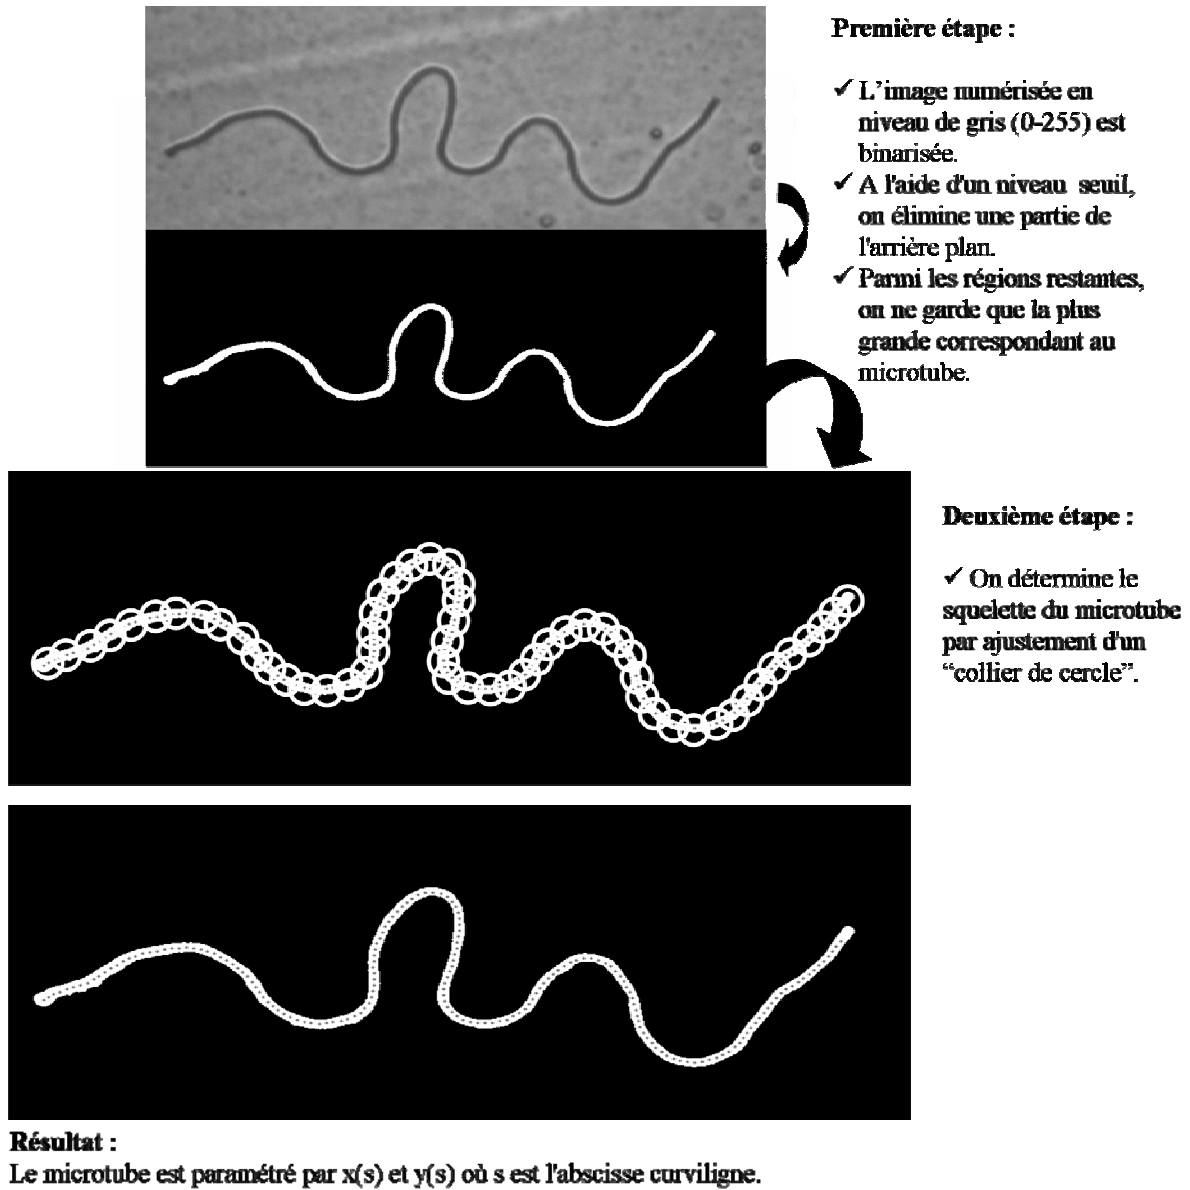 Première étape :
✓ L'image numérisée en
niveau de gris (0-255) est
binarisée.
✓ A l'aide d'un niveau seuil,
on élimine une partie de
l'arrière plan.
✓ Parmi les régions restantes,
on ne garde que la plus
grande correspondant au
microtube.
Deuxième étape :
✓ On détermine le
squelette du microtube
par ajustement d'un
“collier de cercle”.
Résultat :
Le microtube est paramétré par x(s) et y(s) où s est l'abscisse curviligne.